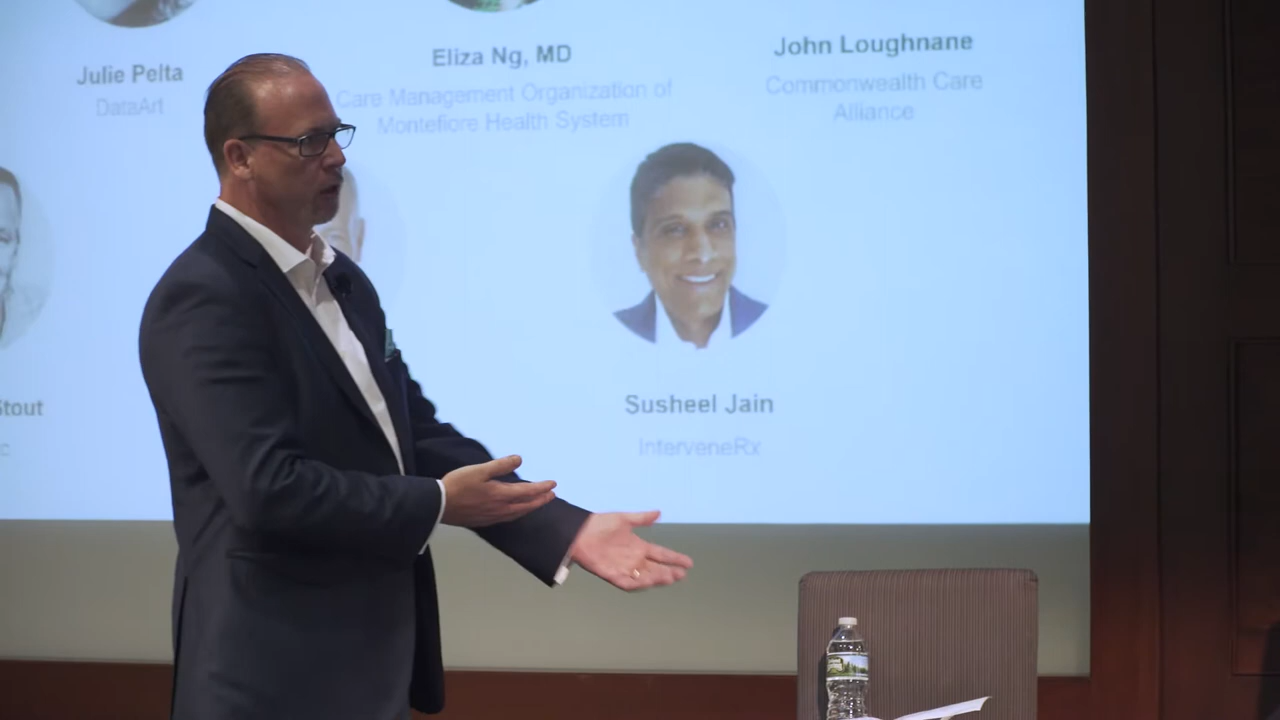 Julie Pelta
DataArt
Eliza Ng, MD
Care Management Organization of
Montefiore Health System
John Loughnane
Commonwealth Care
Alliance
Stout
c
Susheel Jain
InterveneRx